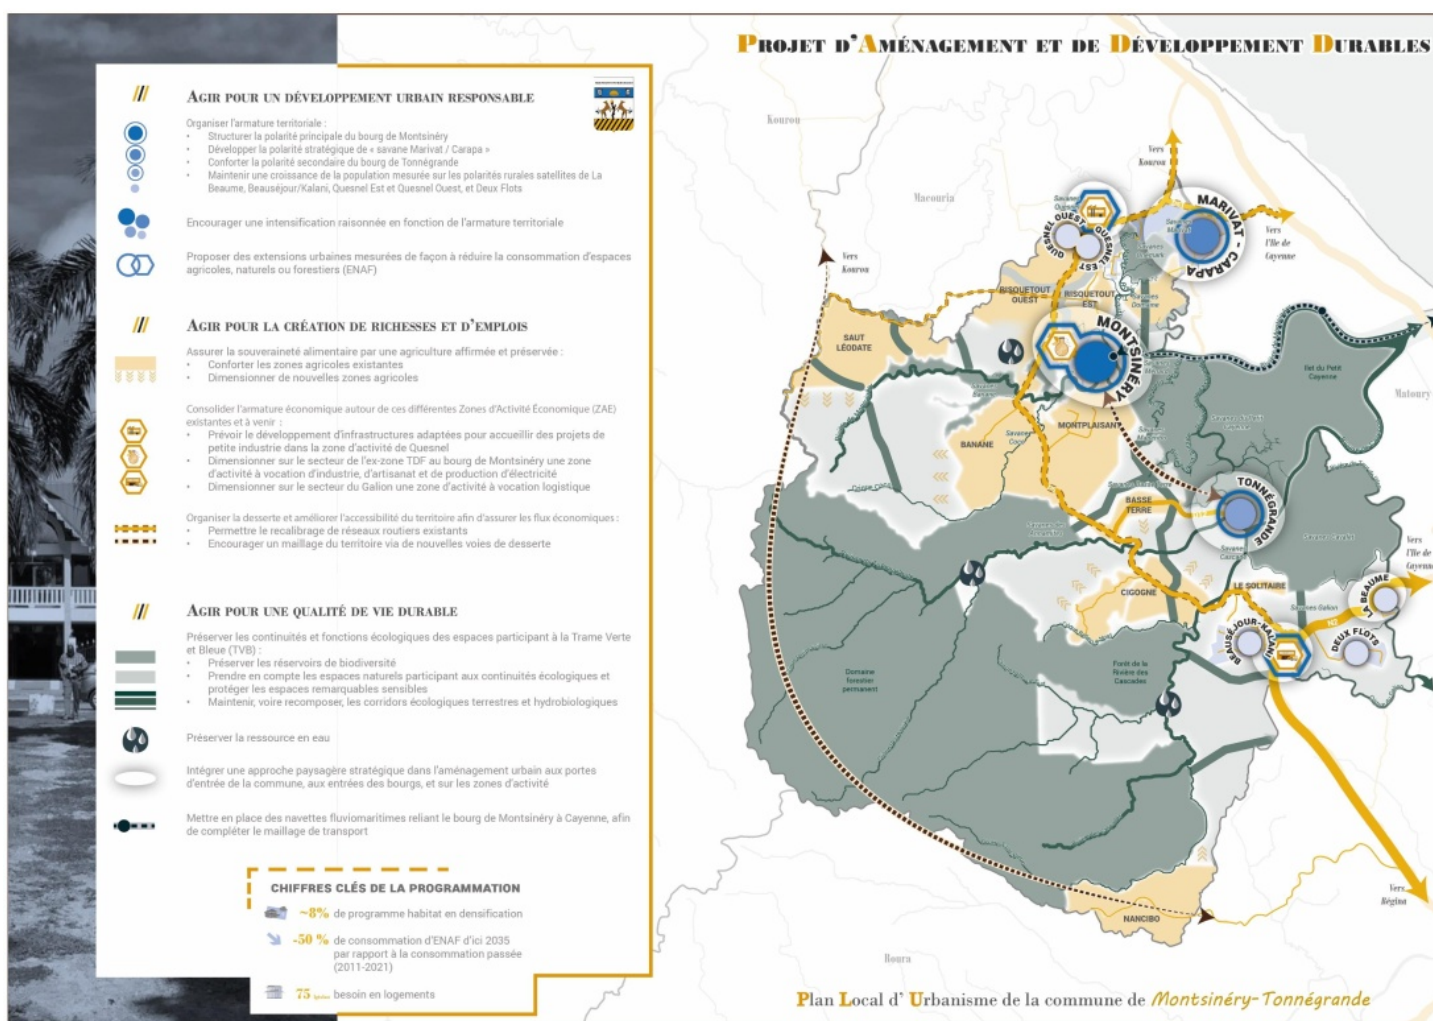 PROJET D'AMÉNAGEMENT ET DE DÉVELOPPEMENT DURABLES
AGIR POUR UN DÉVELOPPEMENT URBAIN RESPONSABLE
Organiser l'armature territoriale :
• Structurer la polarité principale du bourg de Montsinéry
• Développer la polarité stratégique de « savane Marivat / Carapa »
• Conforter la polarité secondaire du bourg de Tonnégrande
• Maintenir une croissance de la population mesurée sur les polarités rurales satellites de La
Beaume, Beauséjour/Kalani, Quesnel Est et Quesnel Ouest, et Deux Flots
Encourager une intensification raisonnée en fonction de l'armature territoriale
Proposer des extensions urbaines mesurées de façon à réduire la consommation d'espaces
agricoles, naturels ou forestiers (ENAF)
AGIR POUR LA CRÉATION DE RICHESSES ET D'EMPLOIS
Assurer la souveraineté alimentaire par une agriculture affirmée et préservée :
• Conforter les zones agricoles existantes
• Dimensionner de nouvelles zones agricoles
Consolider l'armature économique autour de ces différentes Zones d'Activité Économique (ZAE)
existantes et à venir :
• Prévoir le développement d'infrastructures adaptées pour accueillir des projets de
petite industrie dans la zone d'activité de Quesnel
• Dimensionner sur le secteur de l'ex-zone TDF au bourg de Montsinéry une zone
d'activité à vocation d'industrie, d'artisanat et de production d'électricité
• Dimensionner sur le secteur du Galion une zone d'activité à vocation logistique
Organiser la desserte et améliorer l'accessibilité du territoire afin d'assurer les flux économiques :
• Permettre le recalibrage de réseaux routiers existants
• Encourager un maillage du territoire via de nouvelles voies de desserte
AGIR POUR UNE QUALITÉ DE VIE DURABLE
Préserver les continuités et fonctions écologiques des espaces participant à la Trame Verte
et Bleue (TVB) :
• Préserver les réservoirs de biodiversité
• Prendre en compte les espaces naturels participant aux continuités écologiques et
protéger les espaces remarquables sensibles
• Maintenir, voire recomposer, les corridors écologiques terrestres et hydrobiologiques
Préserver la ressource en eau
Intégrer une approche paysagère stratégique dans l'aménagement urbain aux portes
d'entrée de la commune, aux entrées des bourgs, et sur les zones d'activité
Mettre en place des navettes fluviomaritimes reliant le bourg de Montsinéry à Cayenne, afin
de compléter le maillage de transport
CHIFFRES CLÉS DE LA PROGRAMMATION
~8% de programme habitat en densification
-50 % de consommation d'ENAF d'ici 2035
par rapport à la consommation passée
(2011-2021)
75 besoin en logements
Kourou
Vers
Kourou
Macouria
MARIVAT - CARAPA
Savane
Marivat
QUESNEL OUEST
QUESNEL EST
Vers
l'Ile de
Cayenne
Vers
Kourou
RISQUETOUT
OUEST
RISQUETOUT
EST
SAUT
LÉODATE
MONTSINÉRY
Ilet du Petit
Cayenne
Matoury
MONTPLAISANT
BANANE
BASSE
TERRE
TONNÉGRANDE
Vers
l'Ile de
Cayenne
CIGOGNE
LE SOLITAIRE
Savanes Galion
LA BEAUME
N2
BEAUSÉJOUR-KALANI
DEUX FLOTS
Domaine
forestier
permanent
Forêt de la
Rivière des
Cascades
Vers
Régina
NANCIBO
Roura
Plan Local d' Urbanisme de la commune de Montsinéry-Tonnégrande